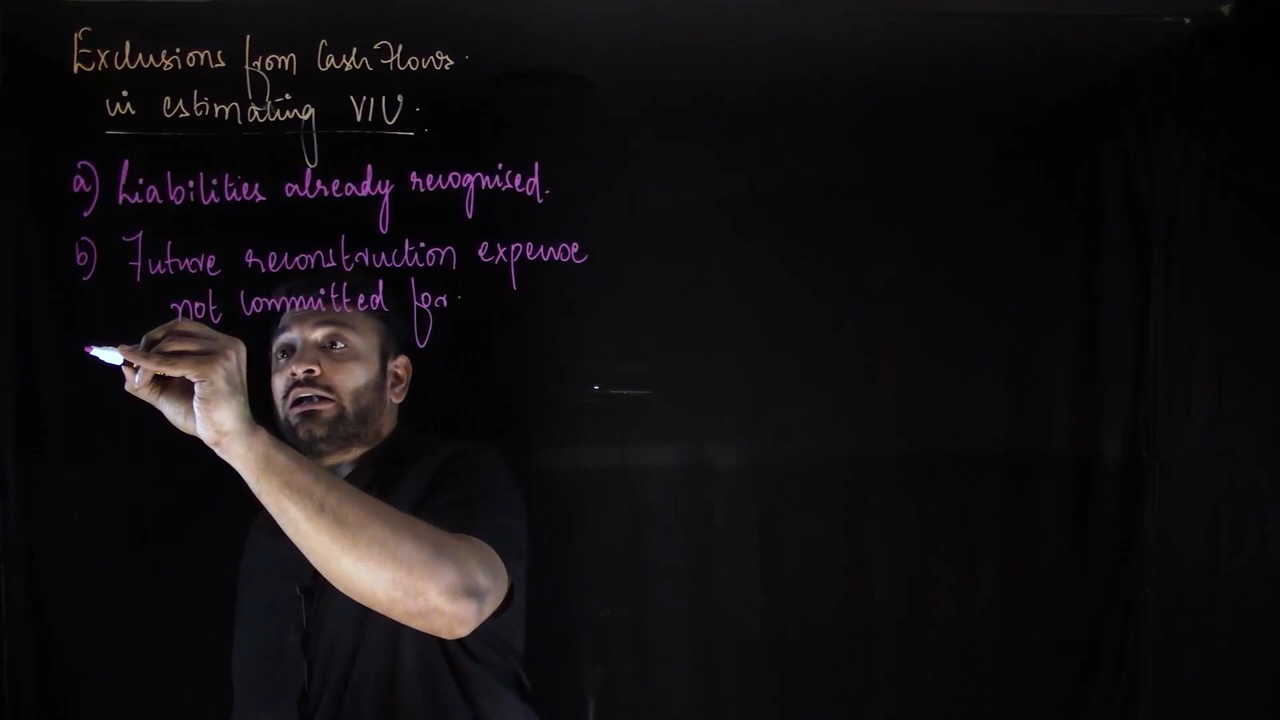 Exclusions from Cash Flows.
in estimating VIU.
a) Liabilities already recognised.
b) Future reconstruction expense
not committed for.